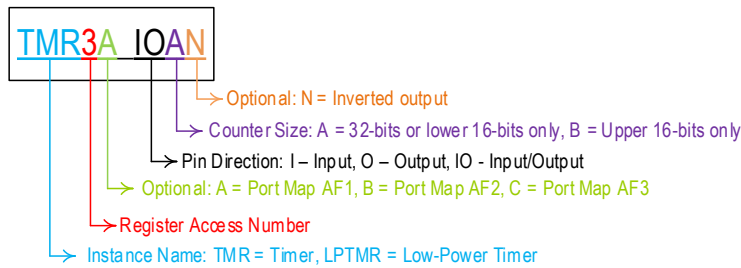 TMR3A_IOAN
Optional: N = Inverted output
Counter Size: A = 32-bits or lower 16-bits only, B = Upper 16-bits only
Pin Direction: I – Input, O – Output, IO - Input/Output
Optional: A = Port Map AF1, B = Port Map AF2, C = Port Map AF3
Register Access Number
Instance Name: TMR = Timer, LPTMR = Low-Power Timer